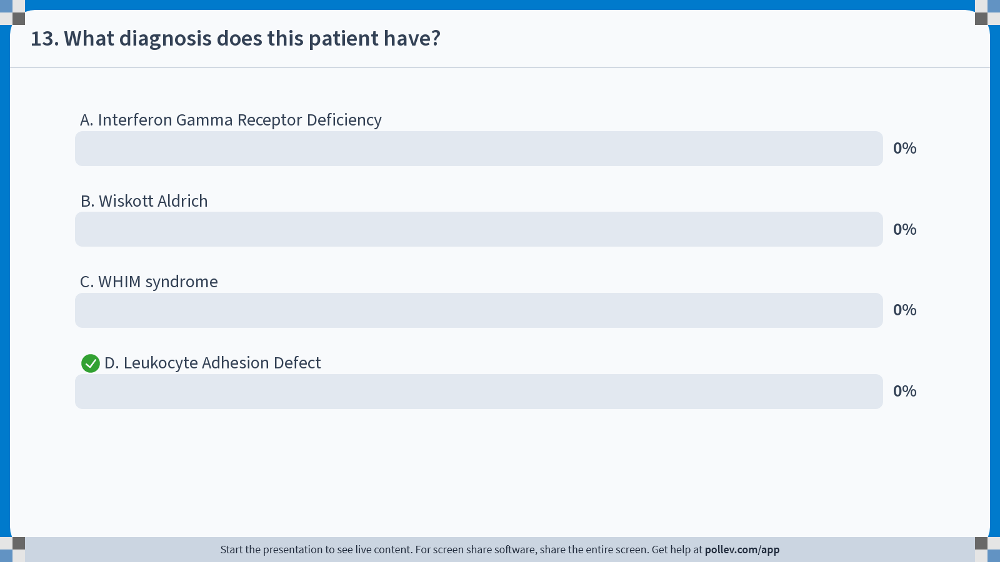 13. What diagnosis does this patient have?
A. Interferon Gamma Receptor Deficiency
0%
B. Wiskott Aldrich
0%
C. WHIM syndrome
0%
D. Leukocyte Adhesion Defect
0%
Start the presentation to see live content. For screen share software, share the entire screen. Get help at pollev.com/app